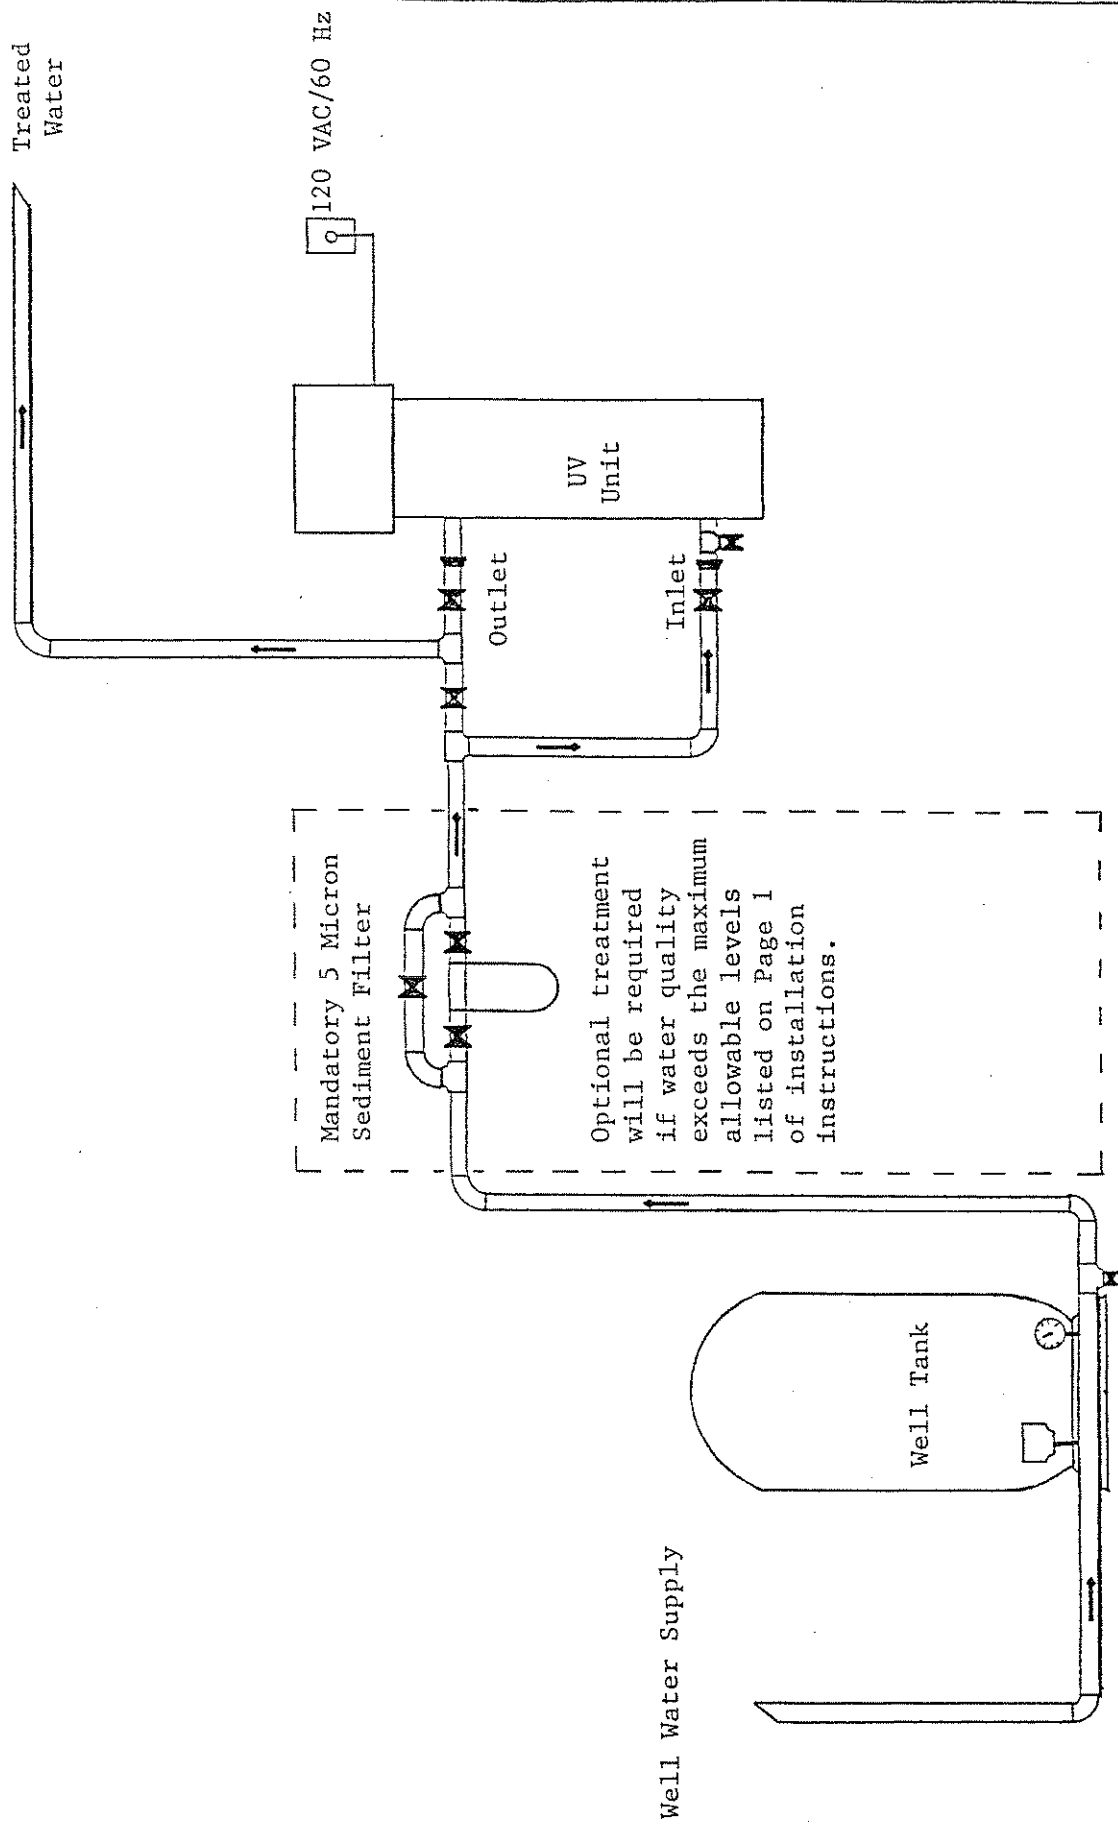 Treated
Water
120 VAC/60 Hz
Mandatory 5 Micron
Sediment Filter
UV
Unit
Outlet
Inlet
Optional treatment
will be required
if water quality
exceeds the maximum
allowable levels
listed on Page 1
of installation
instructions.
Well Water Supply
Well Tank